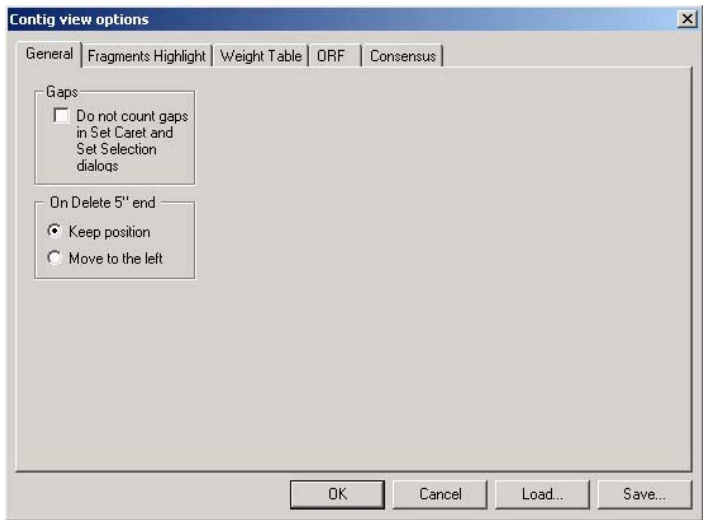 Contig view options
General Fragments Highlight Weight Table ORF Consensus
Gaps
Do not count gaps
in Set Caret and
Set Selection
dialogs
On Delete 5'' end
Keep position
Move to the left
OK Cancel Load... Save...